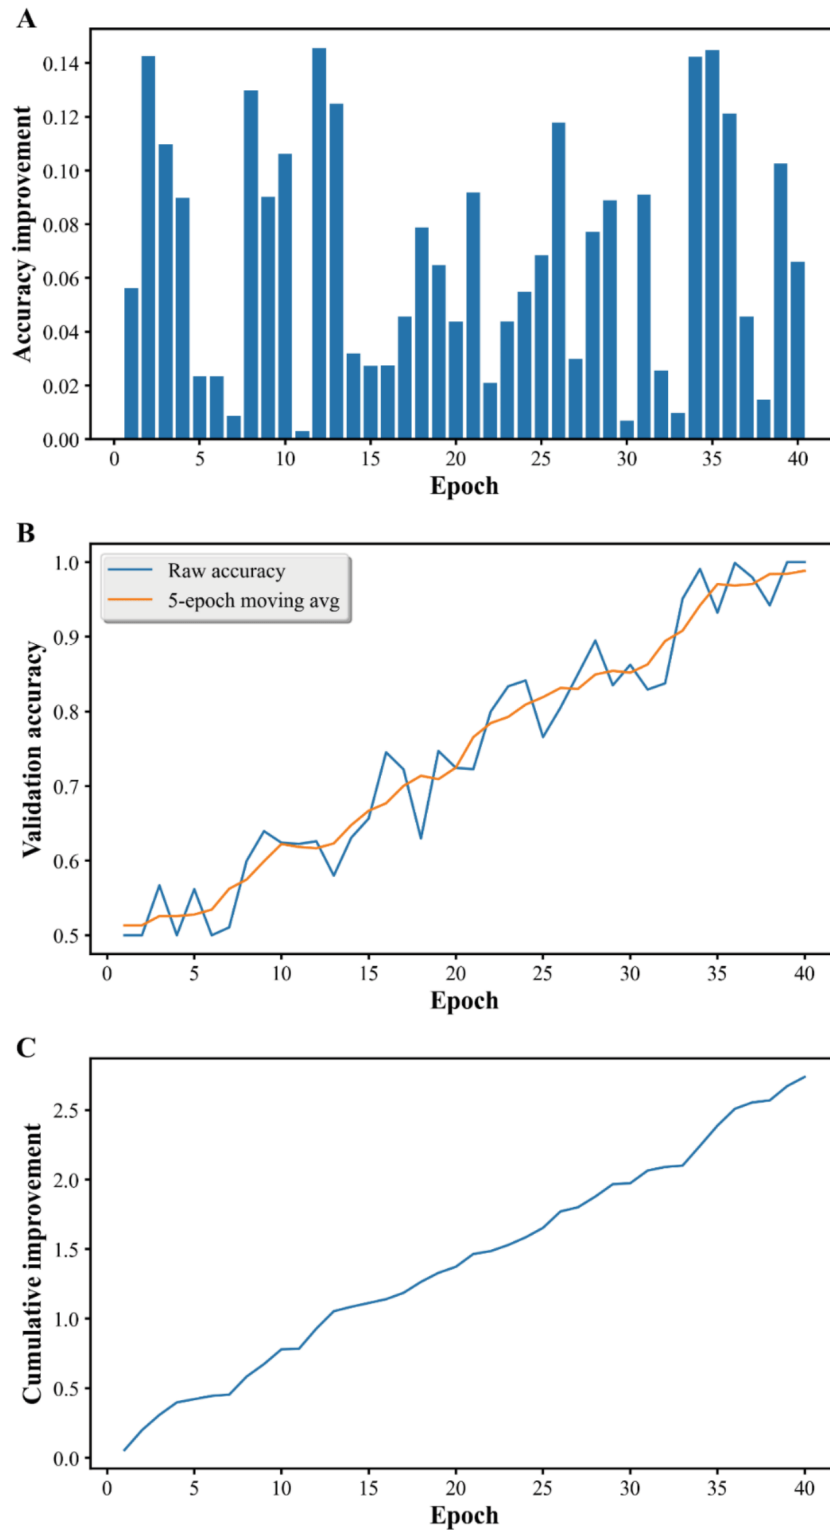 A
Accuracy improvement
0.14
0.12
0.10
0.08
0.06
0.04
0.02
0.00
0 5 10 15 20 25 30 35 40
Epoch
B
Validation accuracy
1.0
0.9
0.8
0.7
0.6
0.5
Raw accuracy
5-epoch moving avg
0 5 10 15 20 25 30 35 40
Epoch
C
Cumulative improvement
2.5
2.0
1.5
1.0
0.5
0.0
0 5 10 15 20 25 30 35 40
Epoch